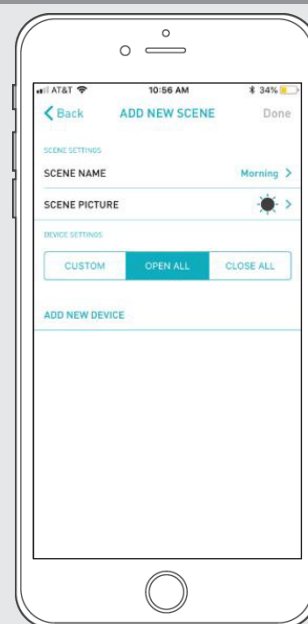 AT&T 10:56 AM 34%
Back ADD NEW SCENE Done
SCENE SETTINGS
SCENE NAME Morning
SCENE PICTURE
DEVICE SETTINGS
CUSTOM OPEN ALL CLOSE ALL
ADD NEW DEVICE